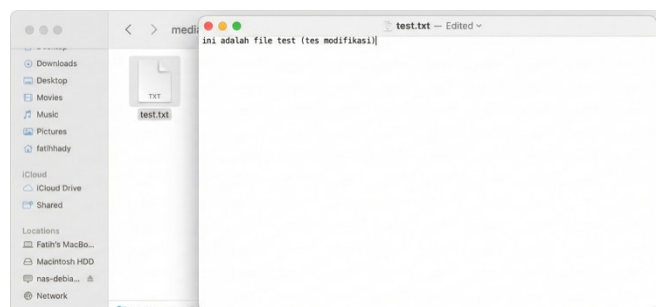 medi
test.txt — Edited
ini adalah file test (tes modifikasi)
Downloads
Desktop
Movies
Music
Pictures
fatihhady
iCloud
iCloud Drive
Shared
Locations
Fatih's MacBo...
Macintosh HDD
nas-debia...
Network
TXT
test.txt